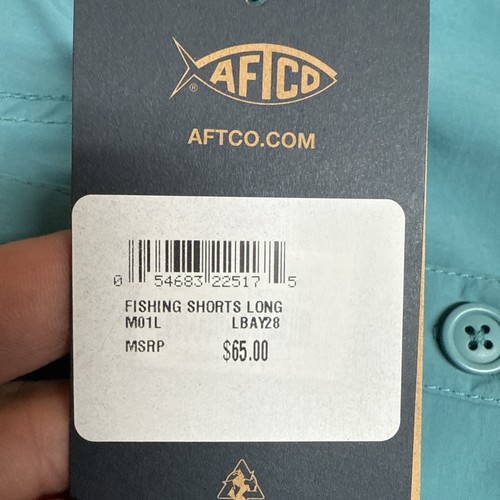 AFTCO®
AFTCO.COM
0 54683 22517 5
FISHING SHORTS LONG
M01L LBAY28
MSRP $65.00